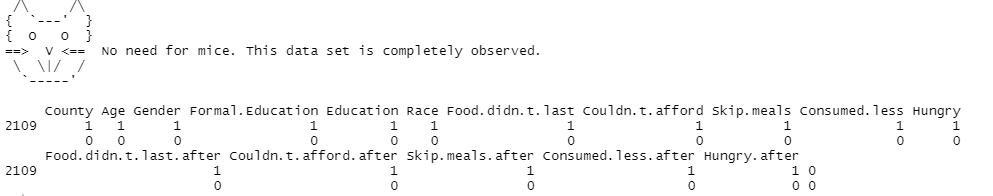 /\     /\
{  `---'  }
{  O   O  }
==>  V <==  No need for mice. This data set is completely observed.
 \  \|/  /
  `-----'
County Age Gender Formal.Education Education Race Food.didn.t.last Couldn.t.afford Skip.meals Consumed.less Hungry
2109 1 1 1 1 1 1 1 1 1 1 1
0 0 0 0 0 0 0 0 0 0 0
Food.didn.t.last.after Couldn.t.afford.after Skip.meals.after Consumed.less.after Hungry.after
2109 1 1 1 1 1 0
0 0 0 0 0 0